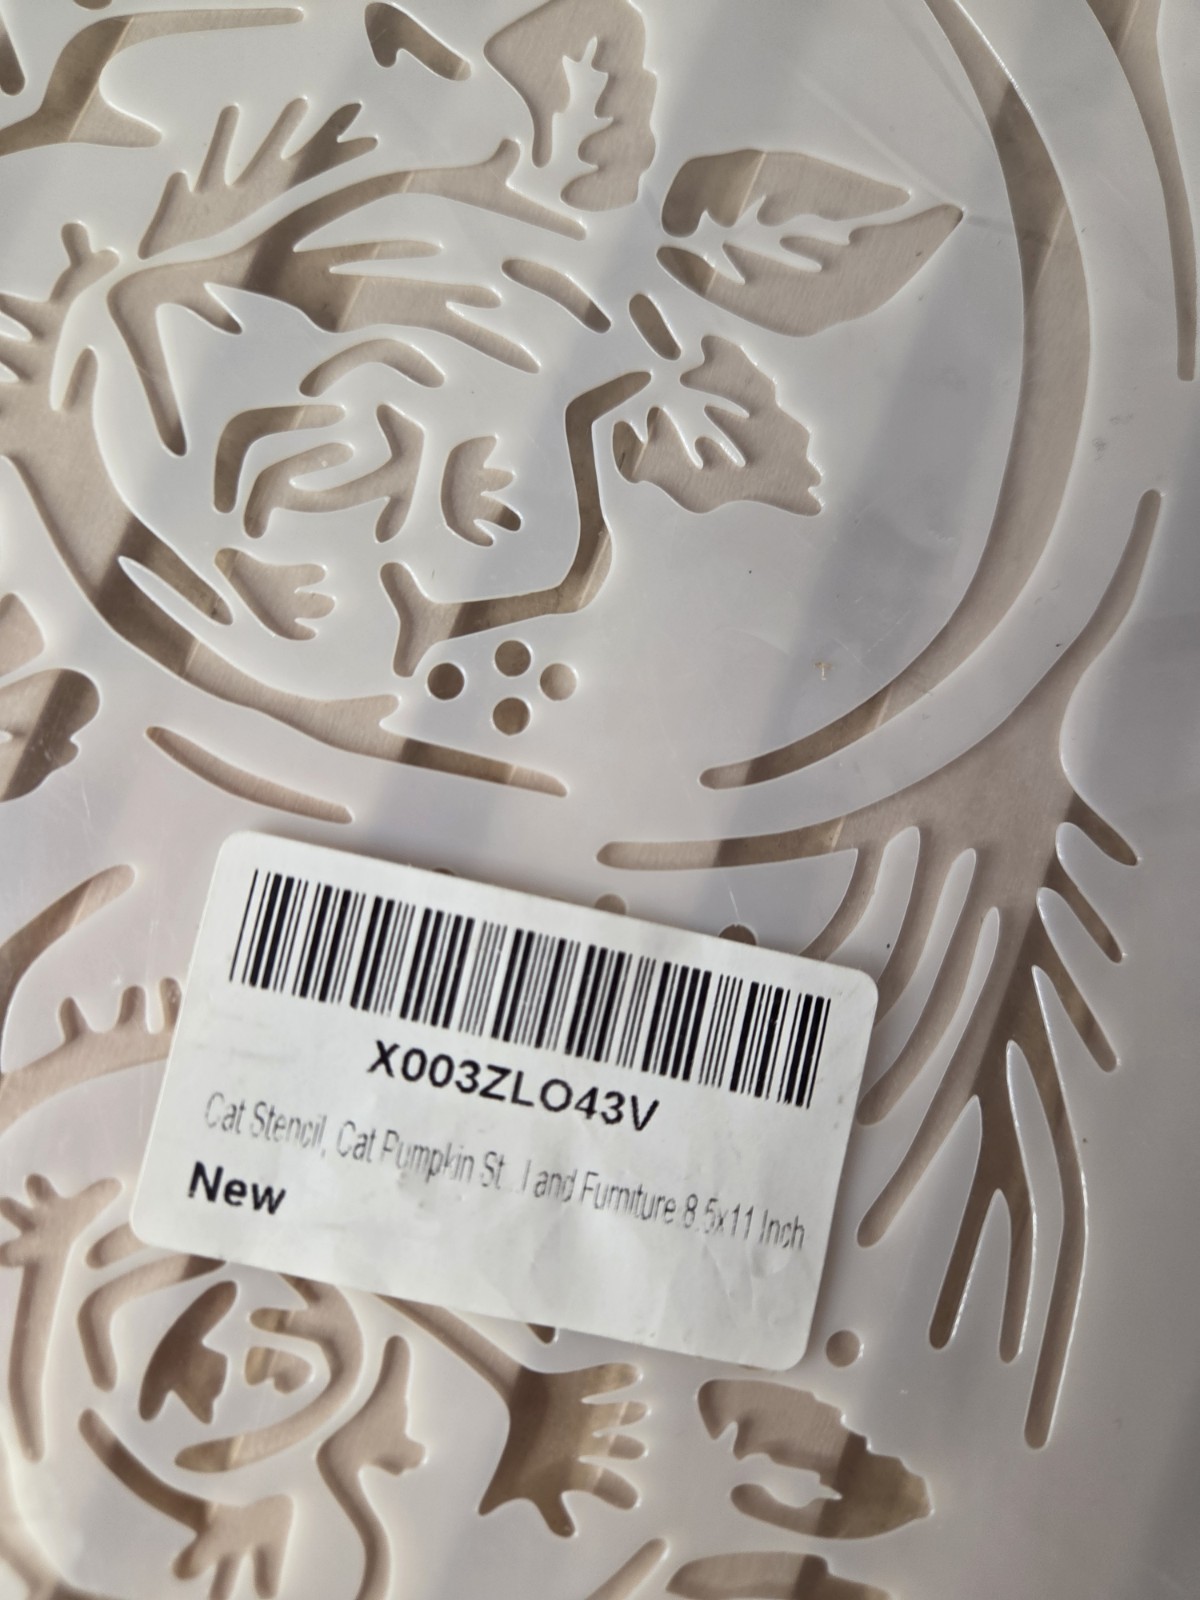 X003ZLO43V
Cat Stencil, Cat Pumpkin St...l and Furniture 8.5x11 Inch
New